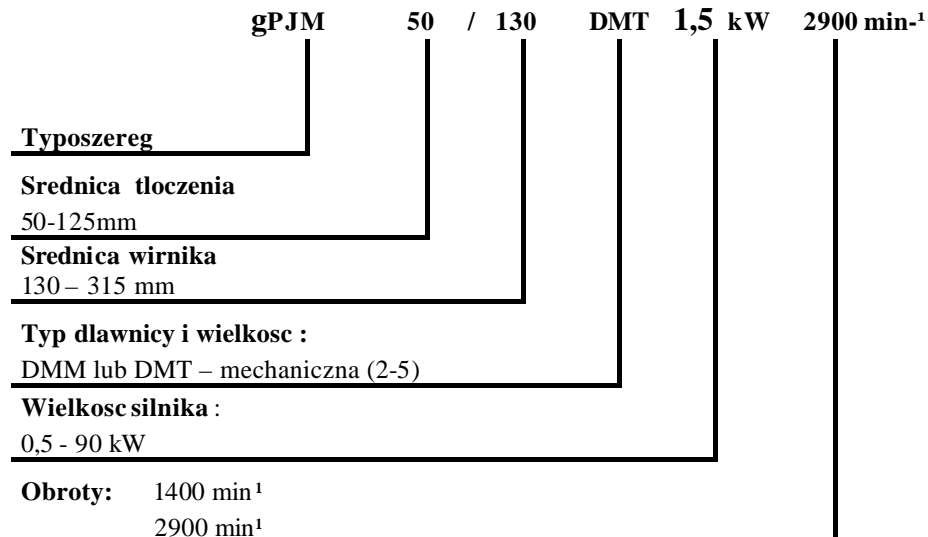 gPJM 50 / 130 DMT 1,5 kW 2900 min-¹
Typoszereg
Srednica tloczenia
50-125mm
Srednica wirnika
130 – 315 mm
Typ dlawnicy i wielkosc :
DMM lub DMT – mechaniczna (2-5)
Wielkosc silnika :
0,5 - 90 kW
Obroty: 1400 min¹
2900 min¹